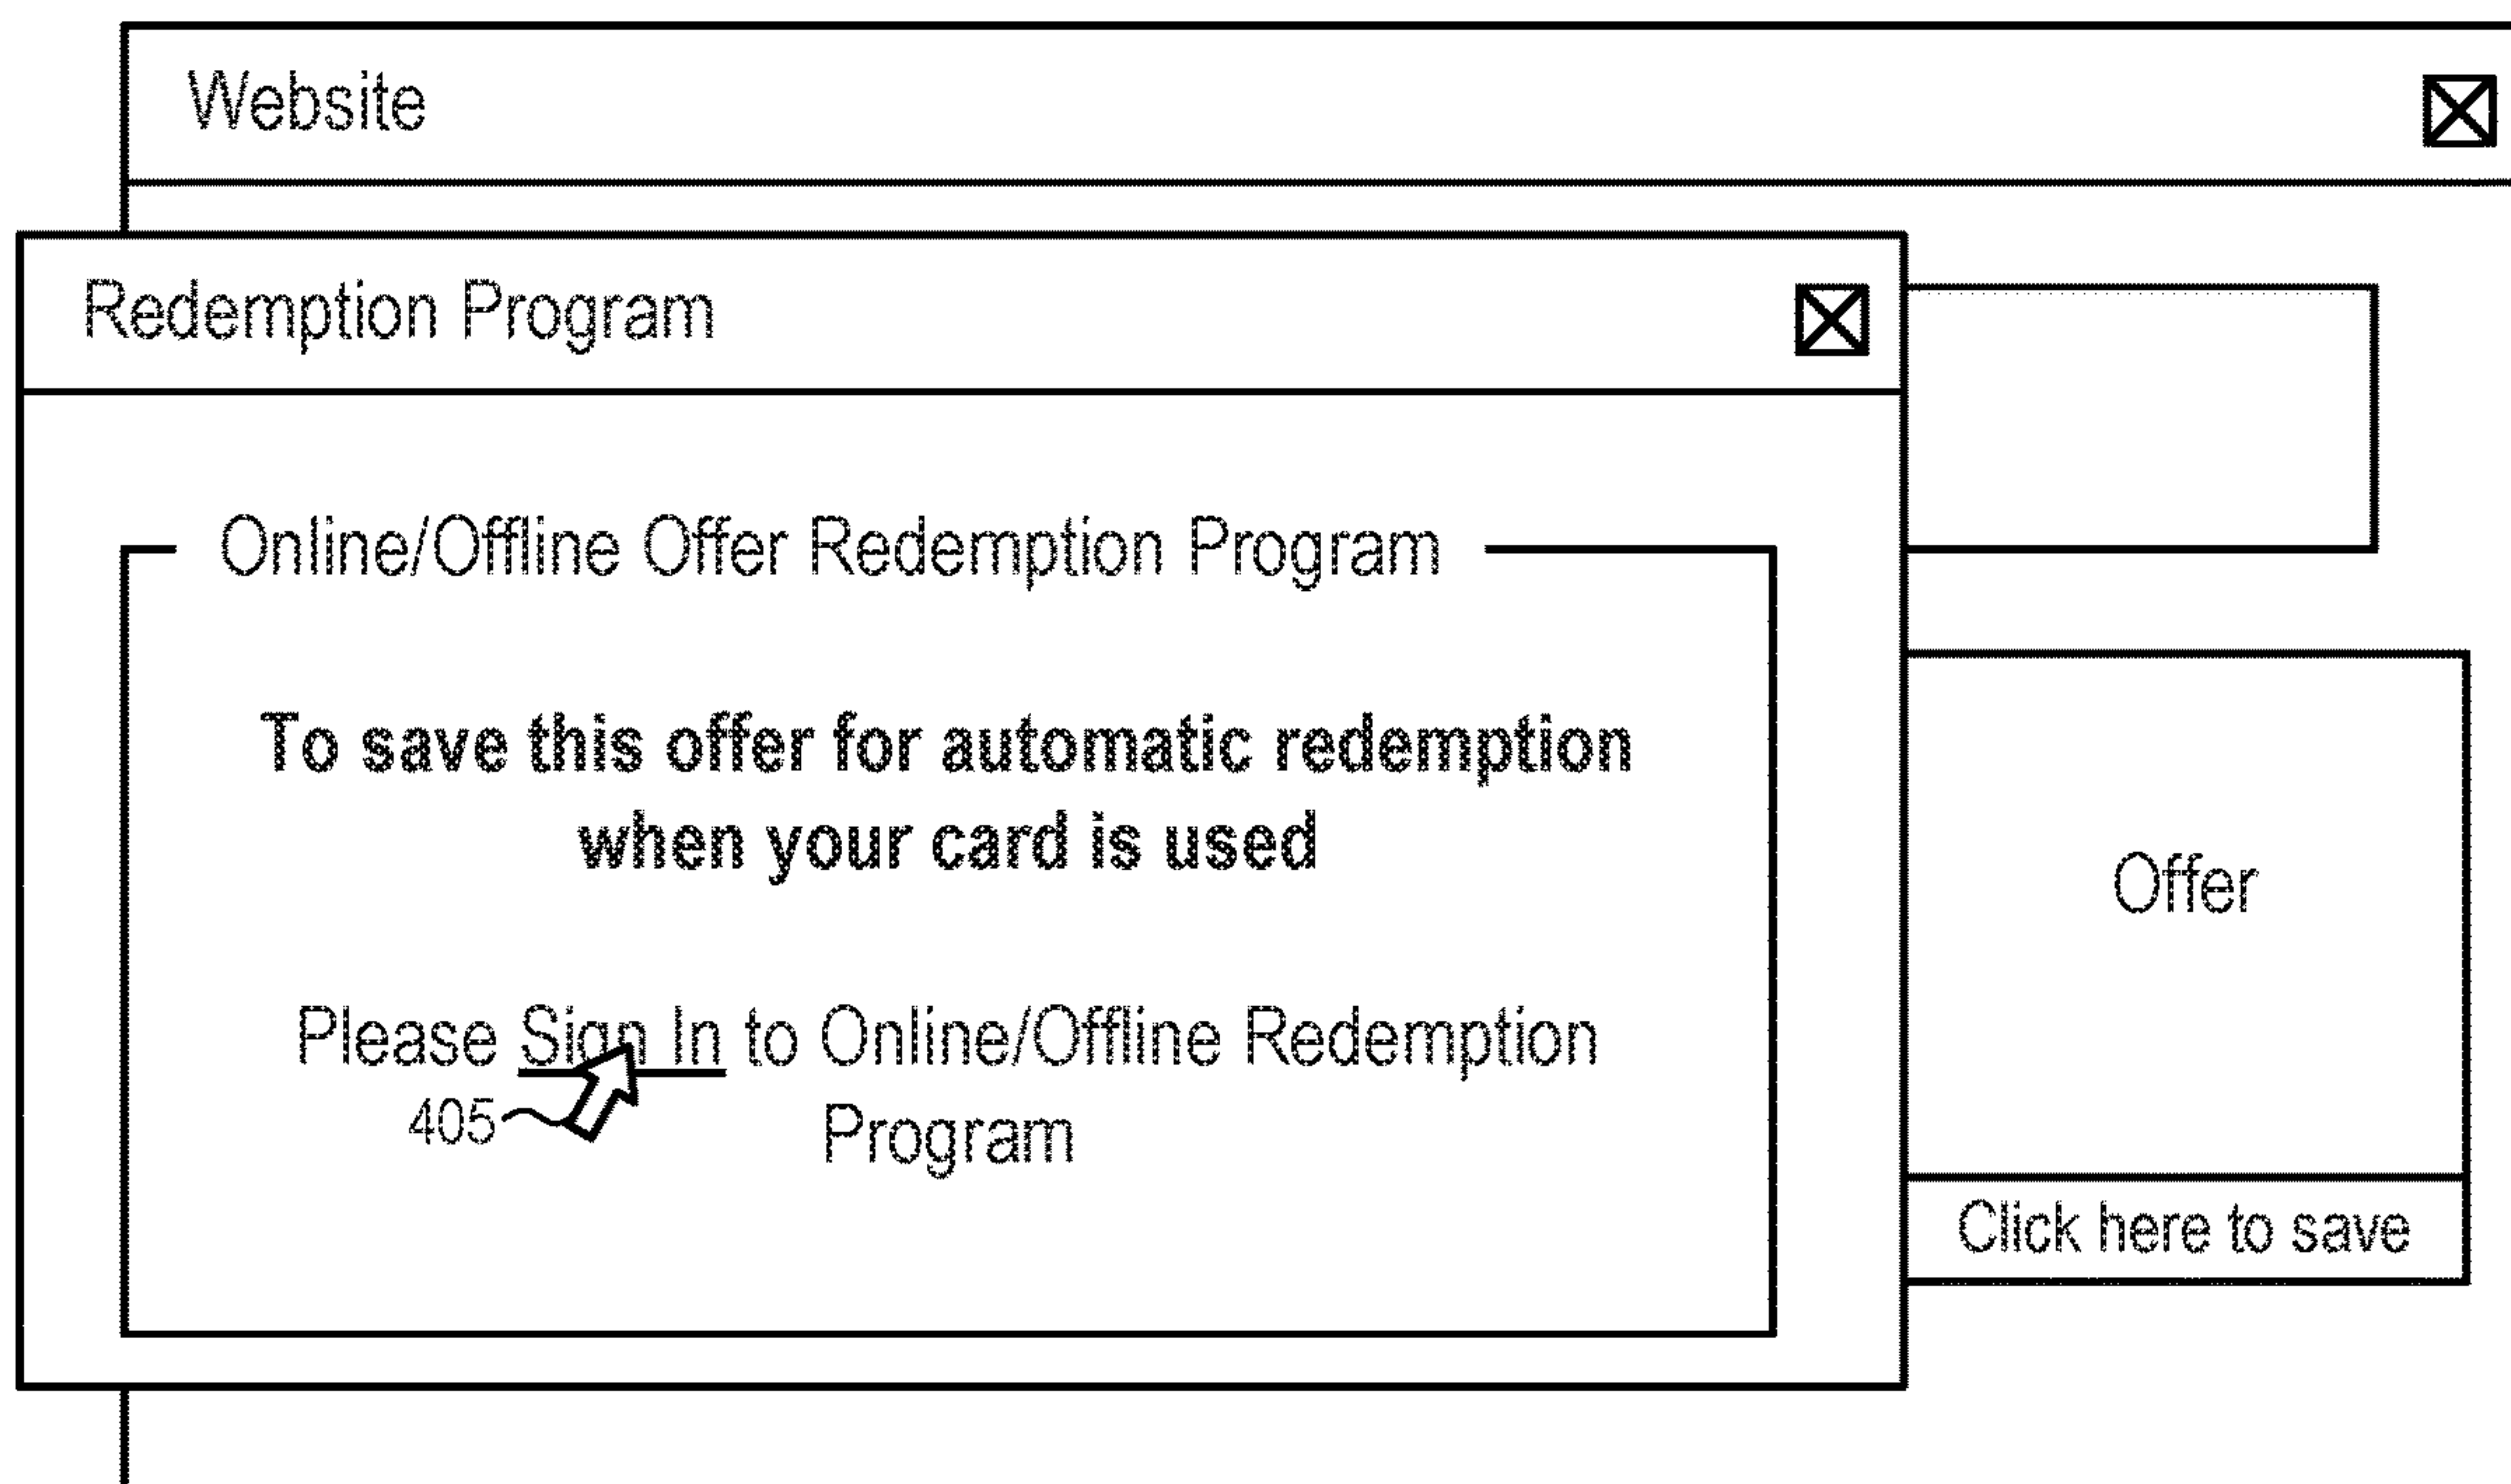 Website
Redemption Program
Online/Offline Offer Redemption Program
To save this offer for automatic redemption
when your card is used
Please Sign In to Online/Offline Redemption
405
Program
Offer
Click here to save